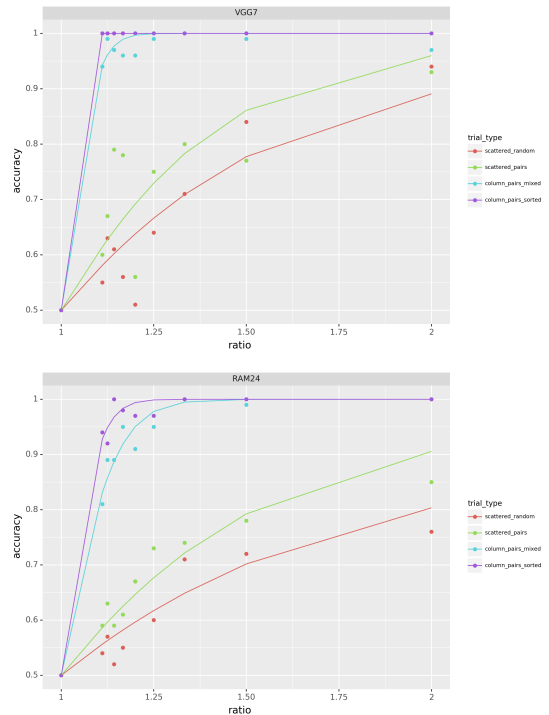 VGG7
1
0.9
0.8
0.7
0.6
0.5
accuracy
1
1.25
1.50
1.75
2
ratio
trial_type
scattered_random
scattered_pairs
column_pairs_mixed
column_pairs_sorted
RAM24
1
0.9
0.8
0.7
0.6
0.5
accuracy
1
1.25
1.50
1.75
2
ratio
trial_type
scattered_random
scattered_pairs
column_pairs_mixed
column_pairs_sorted